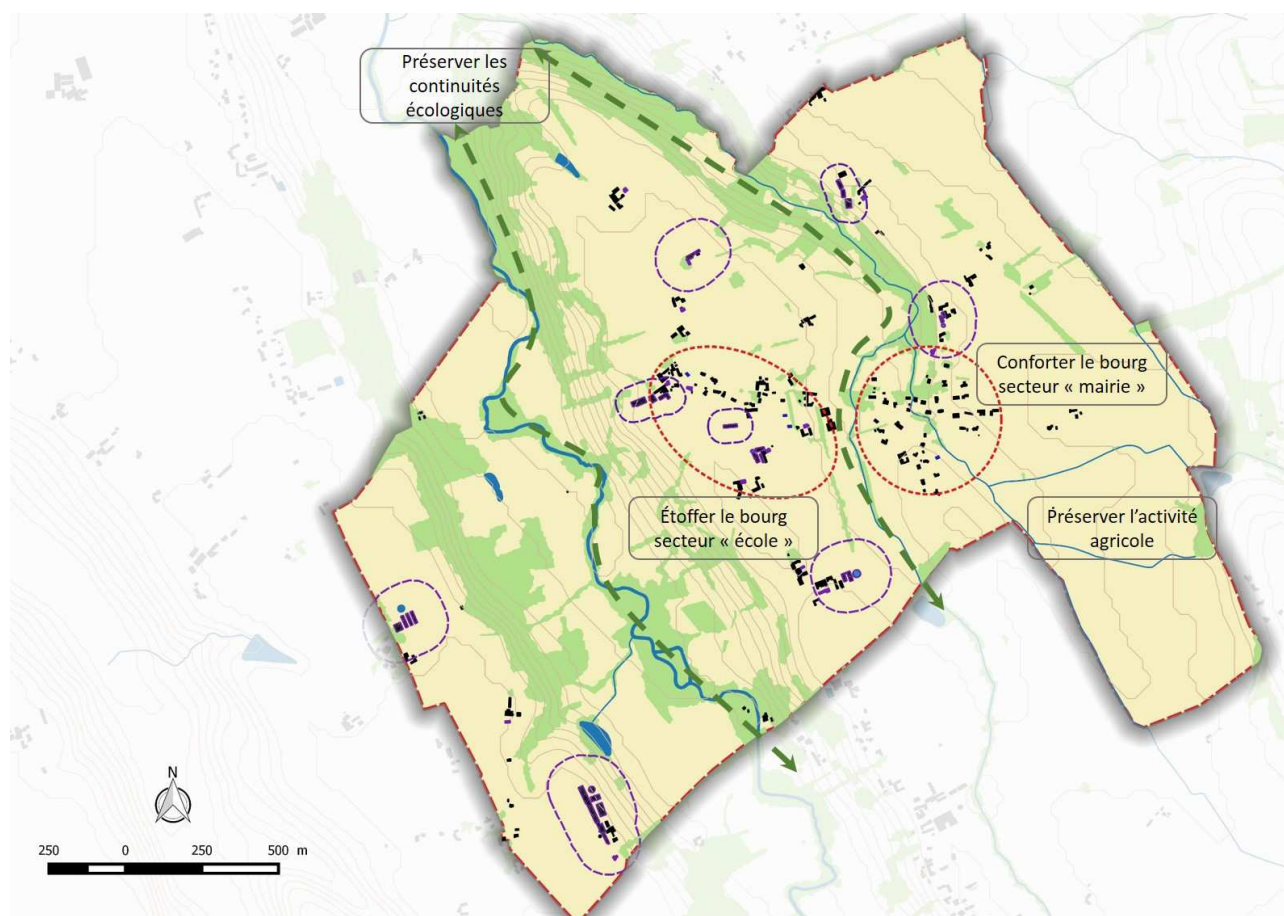 Préserver les
continuités
écologiques
Conforter le bourg
secteur « mairie »
Étoffer le bourg
secteur « école »
Préserver l'activité
agricole
N
250 0 250 500 m